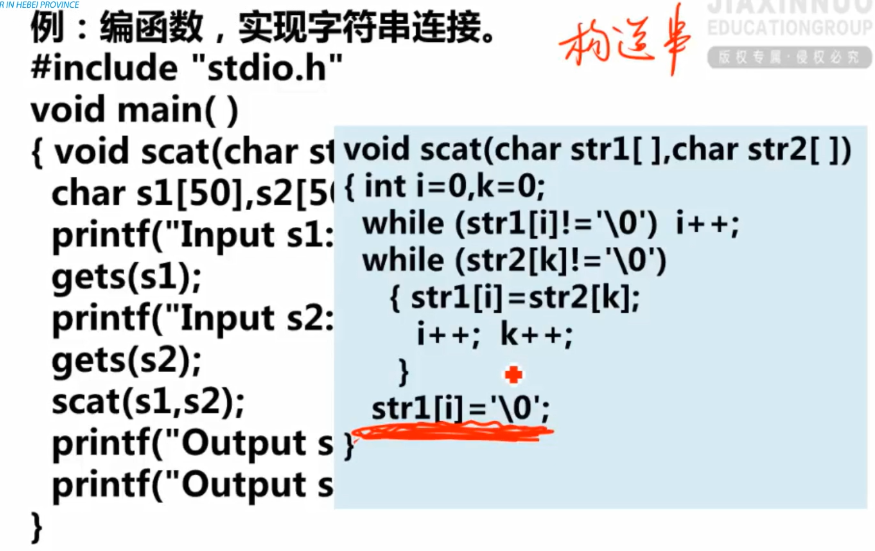 R IN HEBEI PROVINCE
JIAXINNUO
EDUCATIONGROUP
版权专属·侵权必究
构造串
例：编函数，实现字符串连接。
#include "stdio.h"
void main( )
{ void scat(char st
char s1[50],s2[50
printf("Input s1:
gets(s1);
printf("Input s2:
gets(s2);
scat(s1,s2);
printf("Output s
printf("Output s
}
void scat(char str1[ ],char str2[ ])
{ int i=0,k=0;
while (str1[i]!='\0') i++;
while (str2[k]!='\0')
{ str1[i]=str2[k];
i++; k++;
}
str1[i]='\0';
}